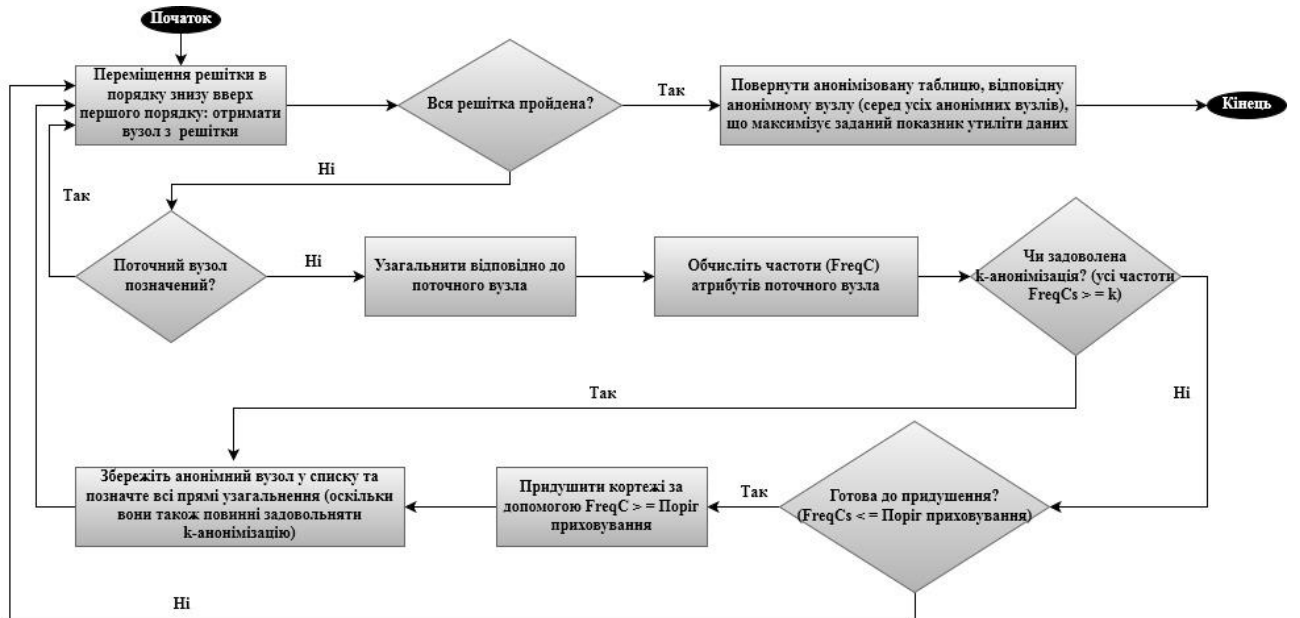 Початок
Переміщення решітки в
порядку знизу вверх
першого порядку: отримати
вузол з решітки
Вся решітка пройдена?
Так
Повернути анонімізовану таблицю, відповідну
анонімному вузлу (серед усіх анонімних вузлів),
що максимізує заданий показник утиліти даних
Кінець
Ні
Так
Поточний вузол
позначений?
Ні
Узагальнити відповідно до
поточного вузла
Обчисліть частоти (FreqC)
атрибутів поточного вузла
Чи задоволена
k-анонімізація? (усі частоти
FreqCs > = k)
Так
Ні
Збережіть анонімний вузол у списку та
позначте всі прямі узагальнення (оскільки
вони також повинні задовольняти
k-анонімізацію)
Придушити кортежі за
допомогою FreqC > = Поріг
приховування
Так
Готова до придушення?
(FreqCs < = Поріг приховування)
Ні